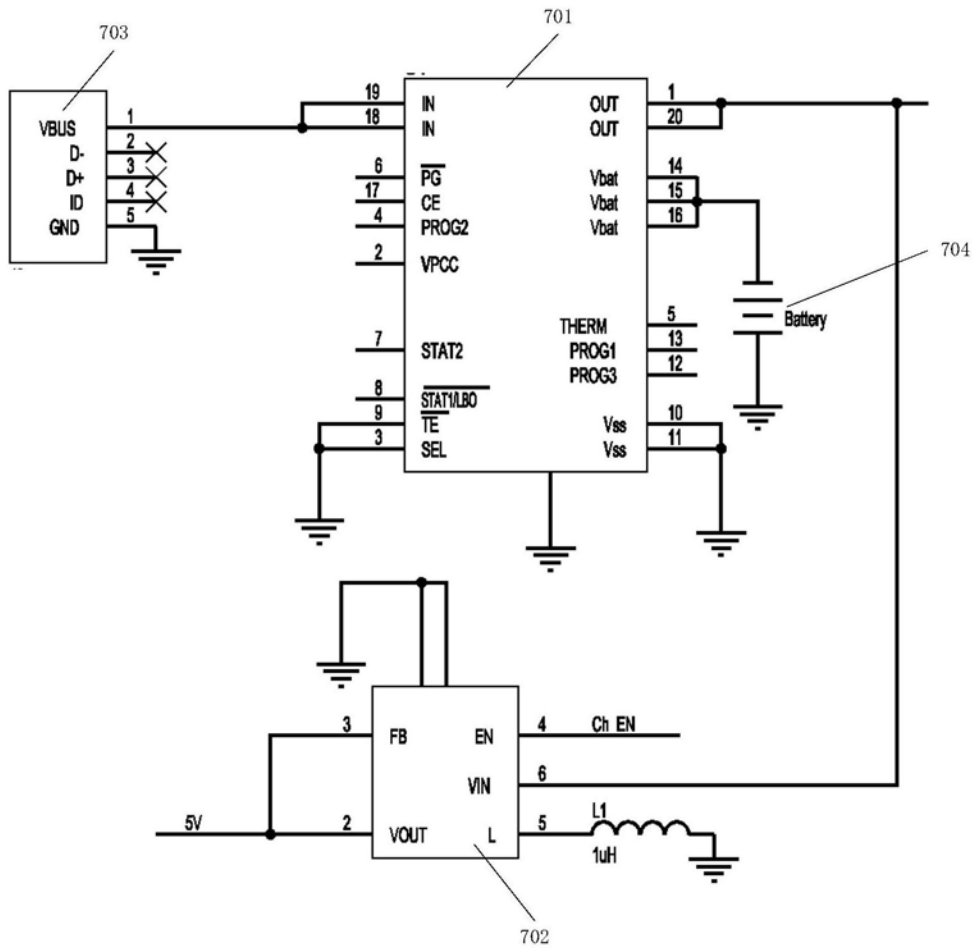 701
703
VBUS 1
D- 2
D+ 3
ID 4
GND 5
19 IN
18 IN
6 PG
17 CE
4 PROG2
2 VPCC
7 STAT2
8 STAT1/LBO
9 TE
3 SEL
OUT 1
OUT 20
Vbat 14
Vbat 15
Vbat 16
THERM 5
PROG1 13
PROG3 12
Vss 10
Vss 11
704
Battery
3 FB
EN 4 Ch EN
VIN 6
5V 2 VOUT
L 5
L1
1uH
702